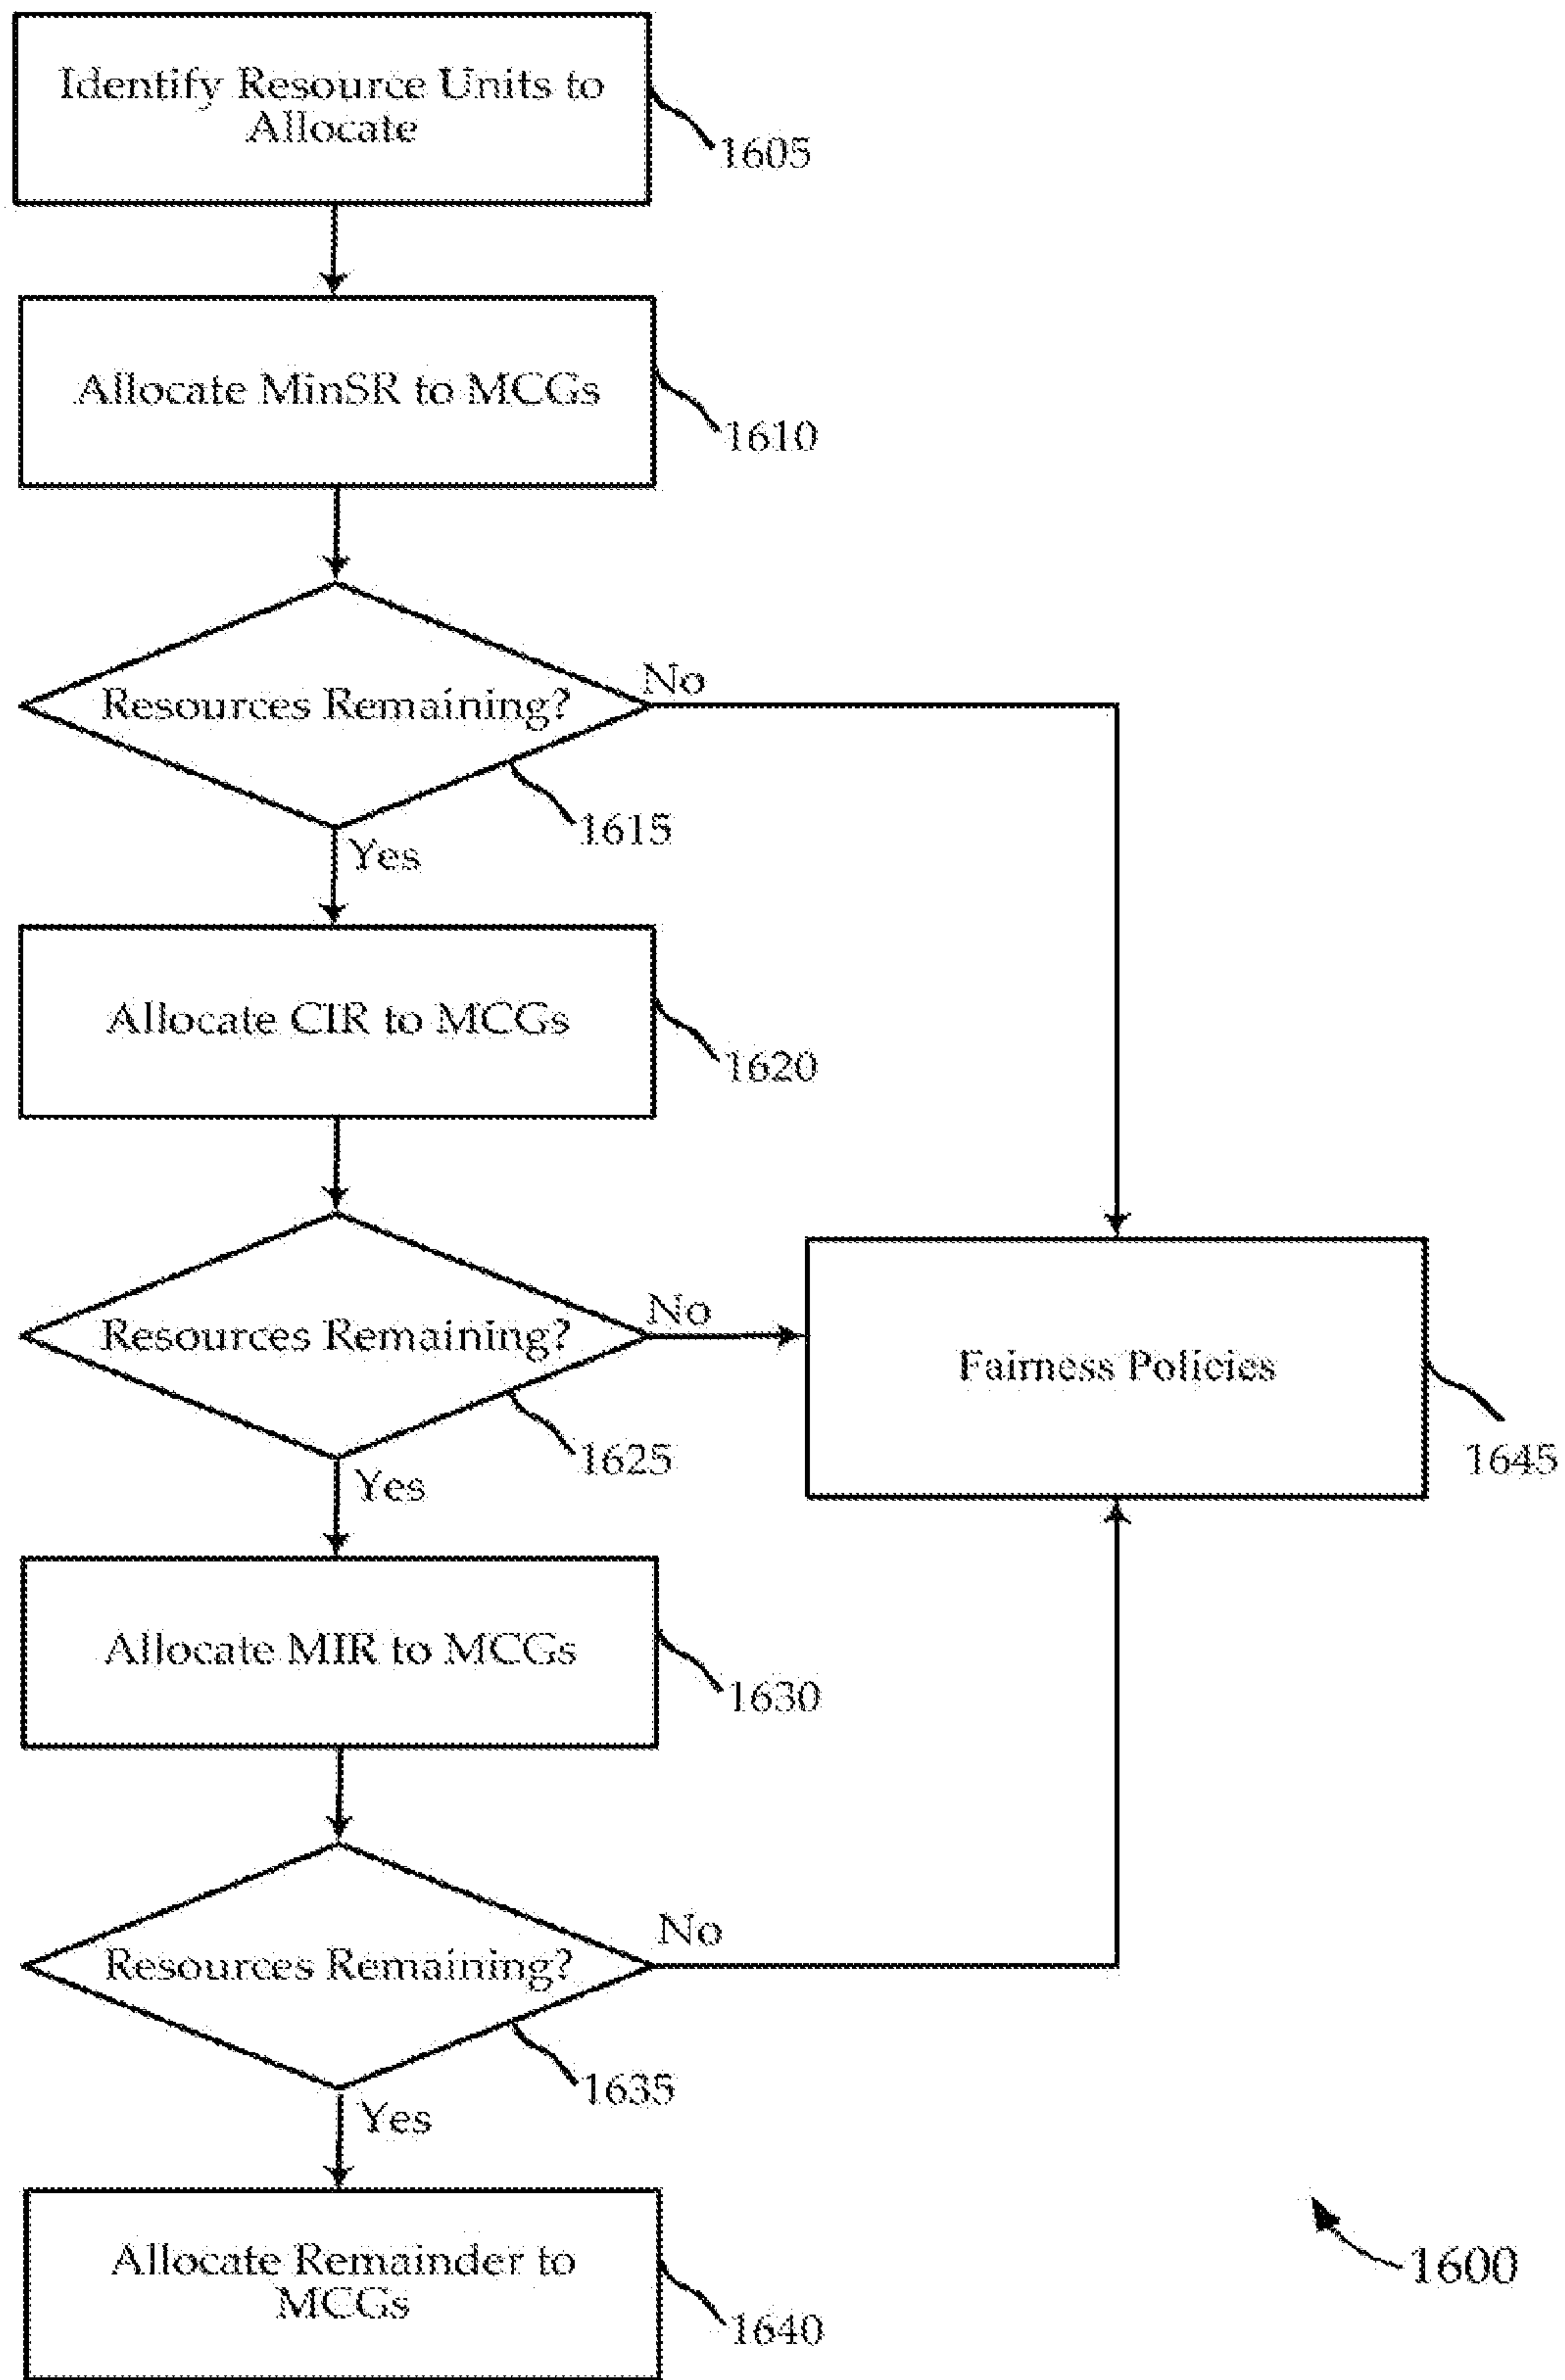 Identify Resource Units to
Allocate
1605
Allocate MinSR to MCGs
1610
Resources Remaining?
No
1615
Yes
Allocate CIR to MCGs
1620
Resources Remaining?
No
Fairness Policies
1625
1645
Yes
Allocate MIR to MCGs
1630
Resources Remaining?
No
1635
Yes
Allocate Remainder to
MCGs
1600
1640